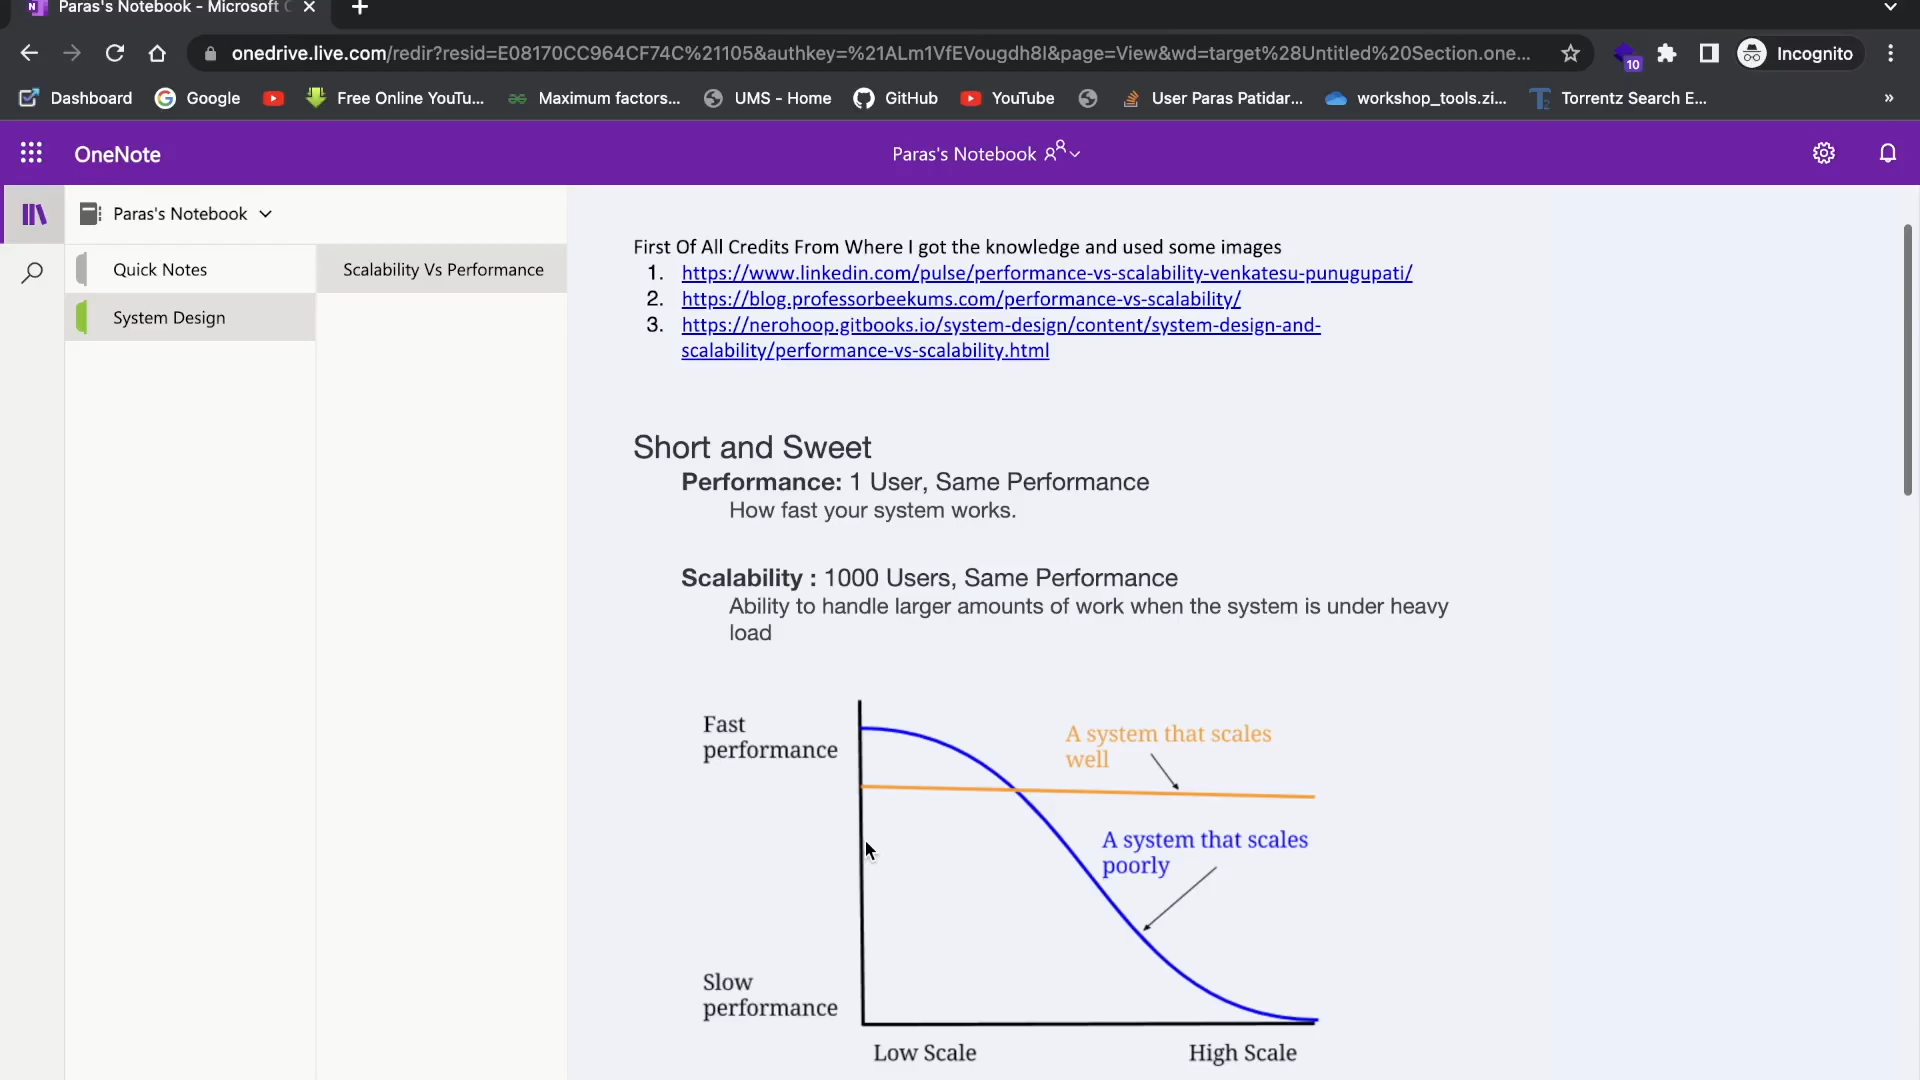 Paras's Notebook - Microsoft
onedrive.live.com/redir?resid=E08170CC964CF74C%21105&authkey=%21ALm1VfEVougdh8I&page=View&wd=target%28Untitled%20Section.one...
10
Incognito
Dashboard
Google
Free Online YouTu...
Maximum factors...
UMS - Home
GitHub
YouTube
User Paras Patidar...
workshop_tools.zi...
Torrentz Search E...
»
OneNote
Paras's Notebook
Paras's Notebook
Quick Notes
Scalability Vs Performance
System Design
First Of All Credits From Where I got the knowledge and used some images
1. https://www.linkedin.com/pulse/performance-vs-scalability-venkatesu-punugupati/
2. https://blog.professorbeekums.com/performance-vs-scalability/
3. https://nerohoop.gitbooks.io/system-design/content/system-design-and-
scalability/performance-vs-scalability.html
Short and Sweet
Performance: 1 User, Same Performance
How fast your system works.
Scalability : 1000 Users, Same Performance
Ability to handle larger amounts of work when the system is under heavy
load
Fast
performance
A system that scales
well
A system that scales
poorly
Slow
performance
Low Scale
High Scale